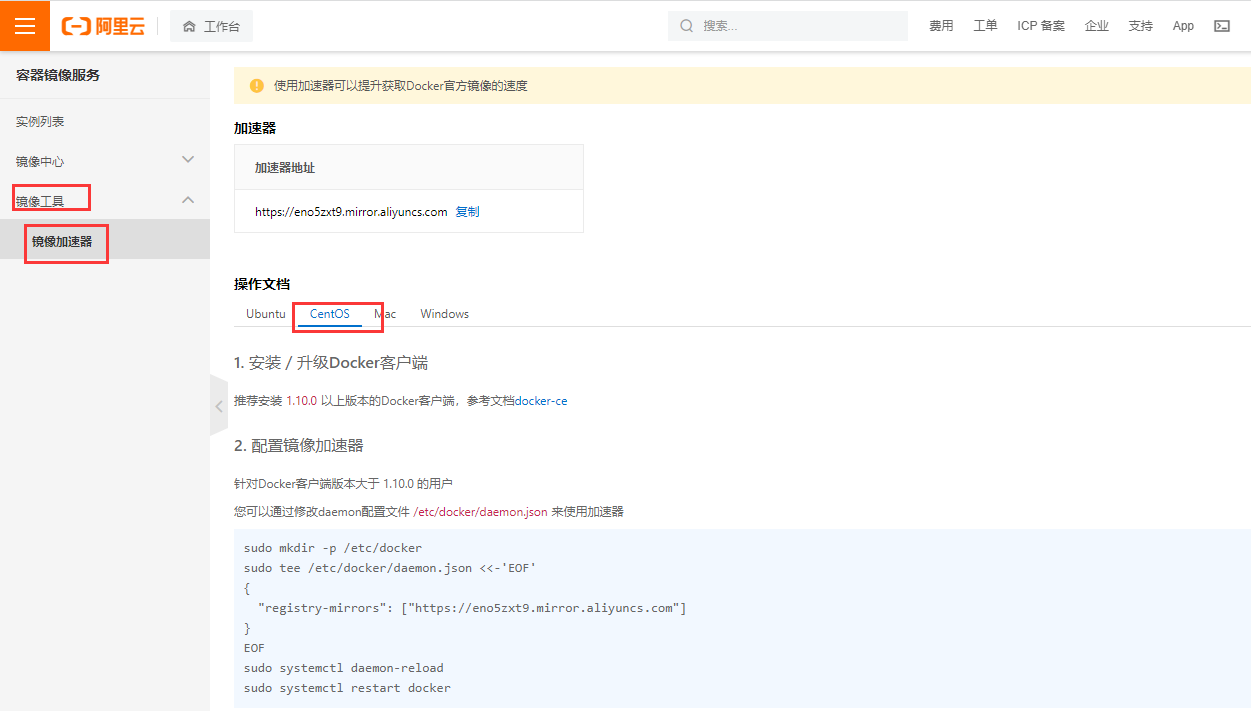 阿里云
工作台
搜索...
费用 工单 ICP 备案 企业 支持 App
容器镜像服务
实例列表
镜像中心
镜像工具
镜像加速器
使用加速器可以提升获取Docker官方镜像的速度
加速器
加速器地址
https://eno5zxt9.mirror.aliyuncs.com 复制
操作文档
Ubuntu CentOS Mac Windows
1. 安装 / 升级Docker客户端
推荐安装 1.10.0 以上版本的Docker客户端，参考文档docker-ce
2. 配置镜像加速器
针对Docker客户端版本大于 1.10.0 的用户
您可以通过修改daemon配置文件 /etc/docker/daemon.json 来使用加速器
sudo mkdir -p /etc/docker
sudo tee /etc/docker/daemon.json <<-'EOF'
{
  "registry-mirrors": ["https://eno5zxt9.mirror.aliyuncs.com"]
}
EOF
sudo systemctl daemon-reload
sudo systemctl restart docker